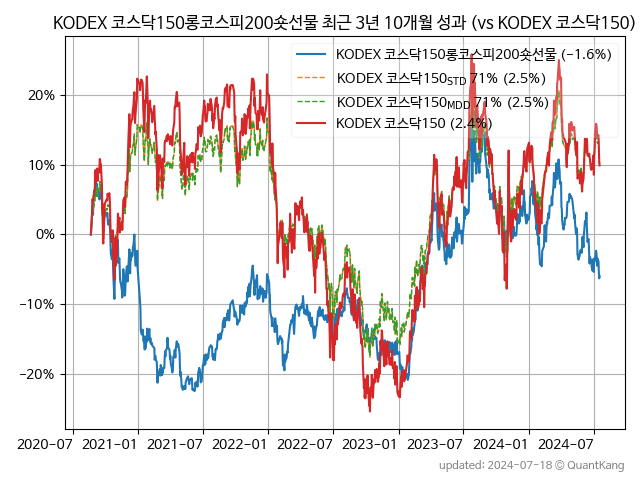 KODEX 코스닥150롱코스피200숏선물 최근 3년 10개월 성과 (vs KODEX 코스닥150)
KODEX 코스닥150롱코스피200숏선물 (−1.6%)
KODEX 코스닥150STD 71% (2.5%)
KODEX 코스닥150MDD 71% (2.5%)
KODEX 코스닥150 (2.4%)
20%
10%
0%
−10%
−20%
2020-07 2021-01 2021-07 2022-01 2022-07 2023-01 2023-07 2024-01 2024-07
updated: 2024-07-18 © QuantKang